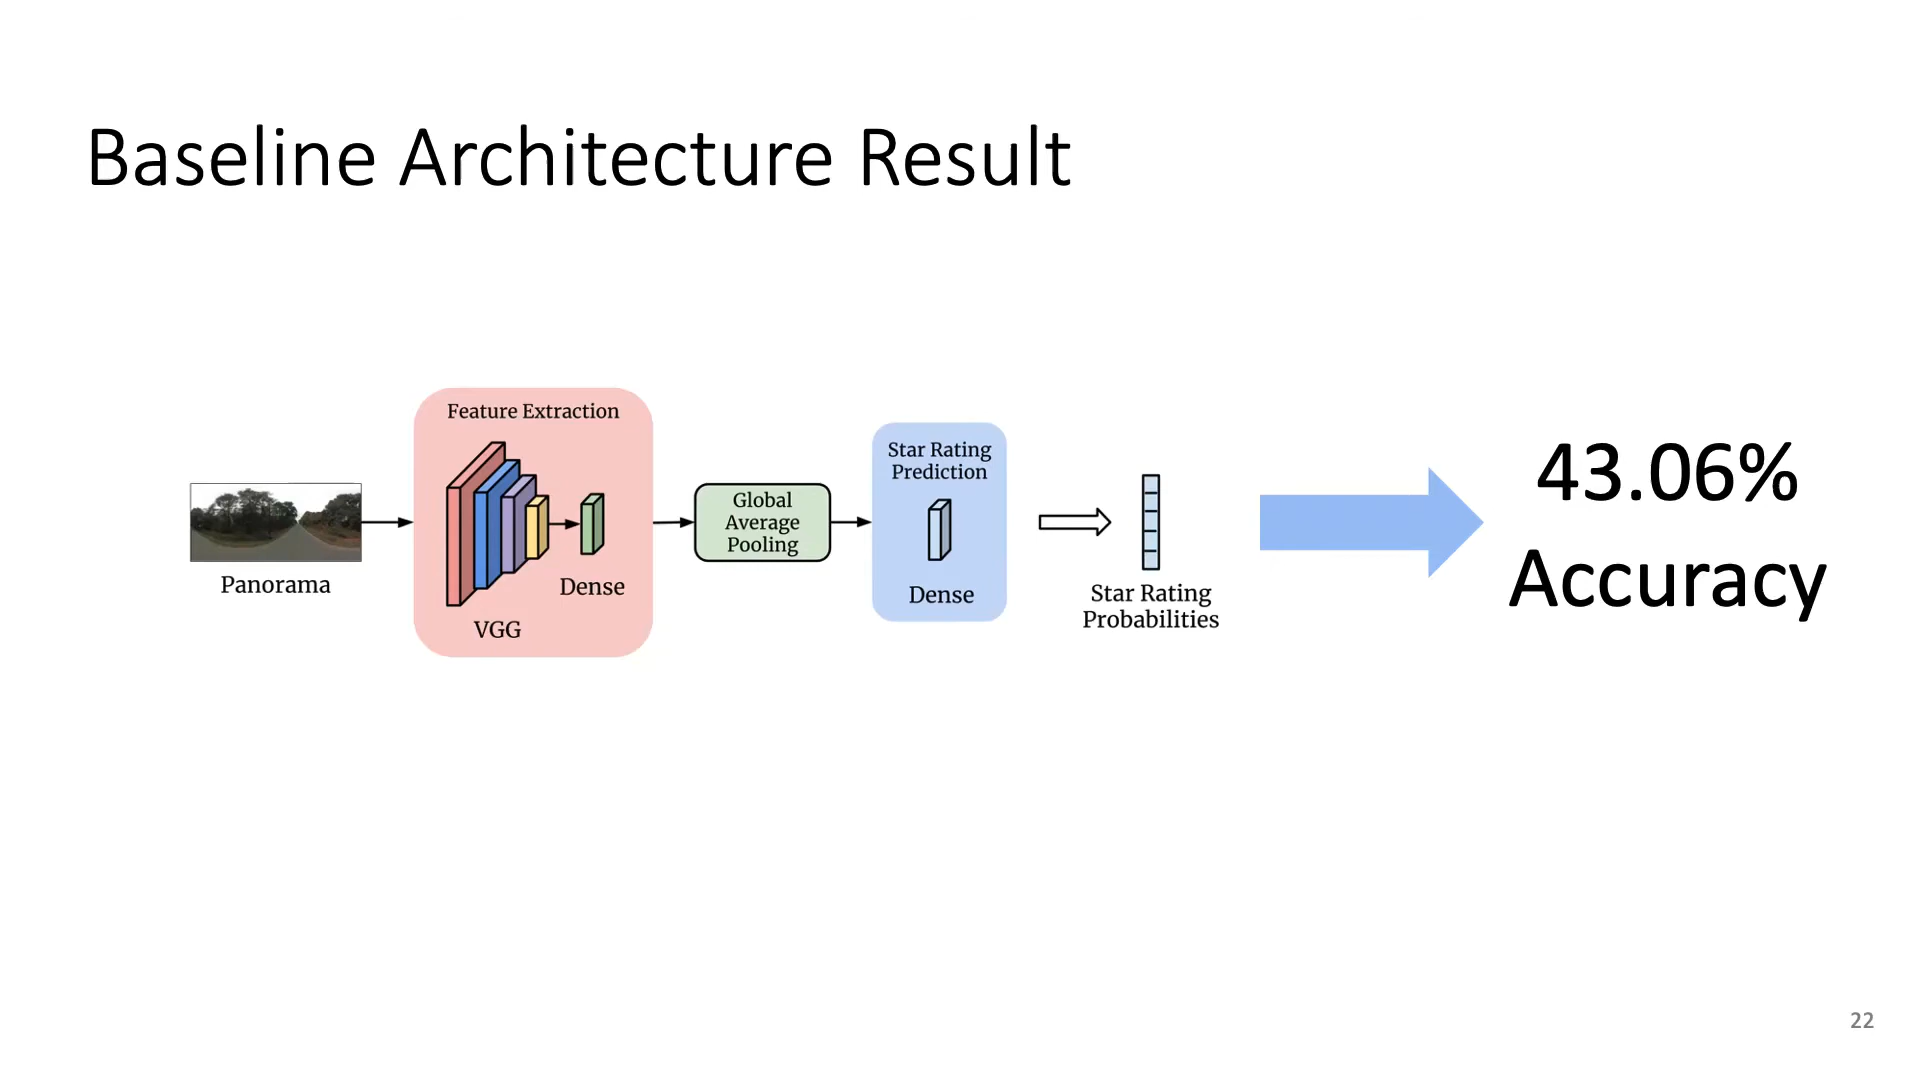 Baseline Architecture Result
Feature Extraction
VGG
Dense
Panorama
Global
Average
Pooling
Star Rating
Prediction
Dense
Star Rating
Probabilities
43.06%
Accuracy
22